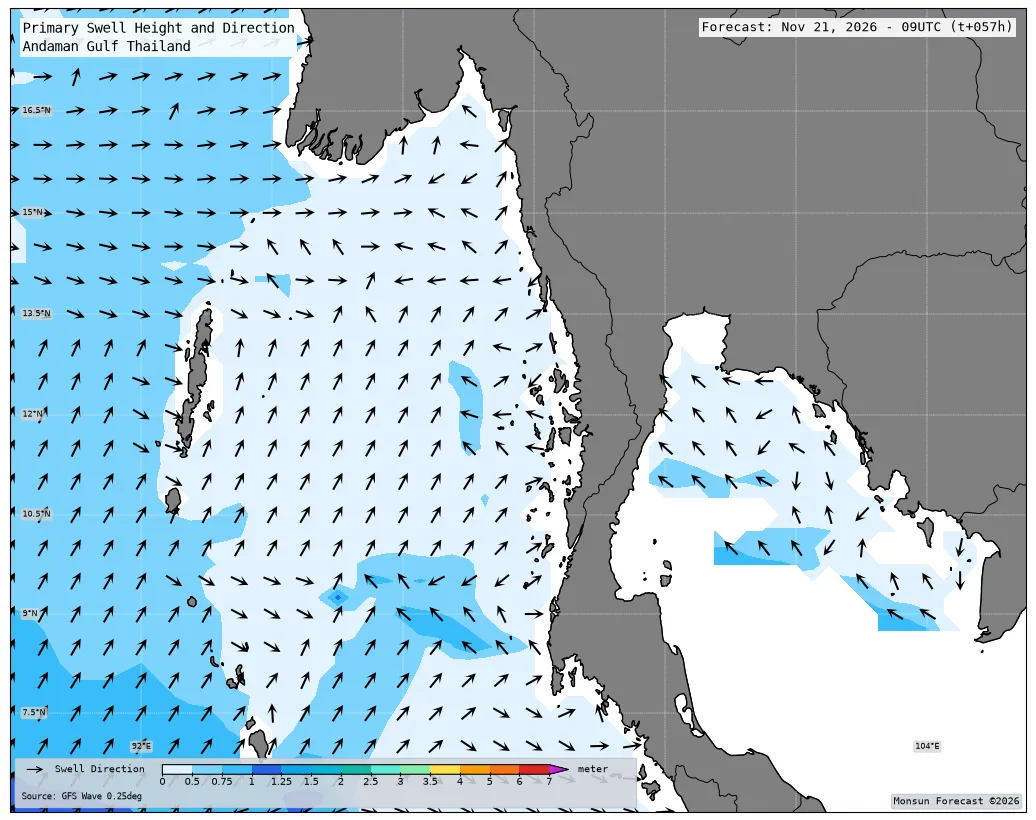 Primary Swell Height and Direction
Andaman Gulf Thailand
Forecast: Nov 21, 2026 - 09UTC (t+057h)
16.5°N
15°N
13.5°N
12°N
10.5°N
9°N
7.5°N
92°E
104°E
Swell Direction
0 0.5 0.75 1 1.25 1.5 2 2.5 3 3.5 4 5 6 7
meter
Source: GFS Wave 0.25deg
Monsun Forecast ©2026